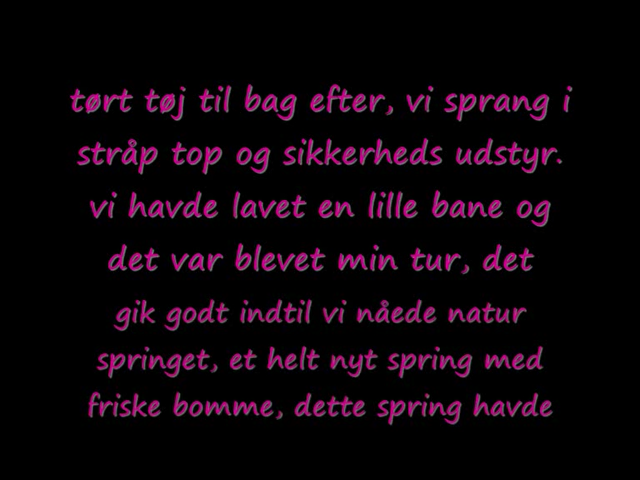 tørt tøj til bag efter, vi sprang i
stråp top og sikkerheds udstyr.
vi havde lavet en lille bane og
det var blevet min tur, det
gik godt indtil vi nåede natur
springet, et helt nyt spring med
friske bomme, dette spring havde